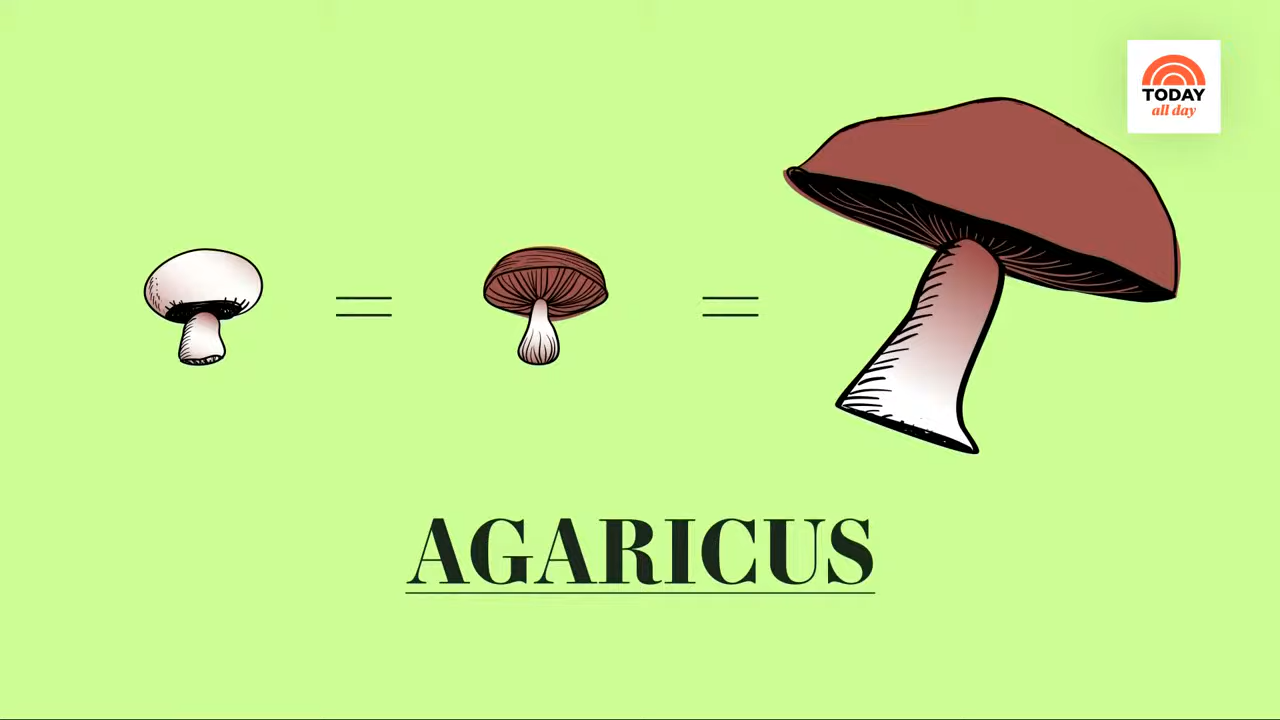 TODAY
all day
=
=
AGARICUS